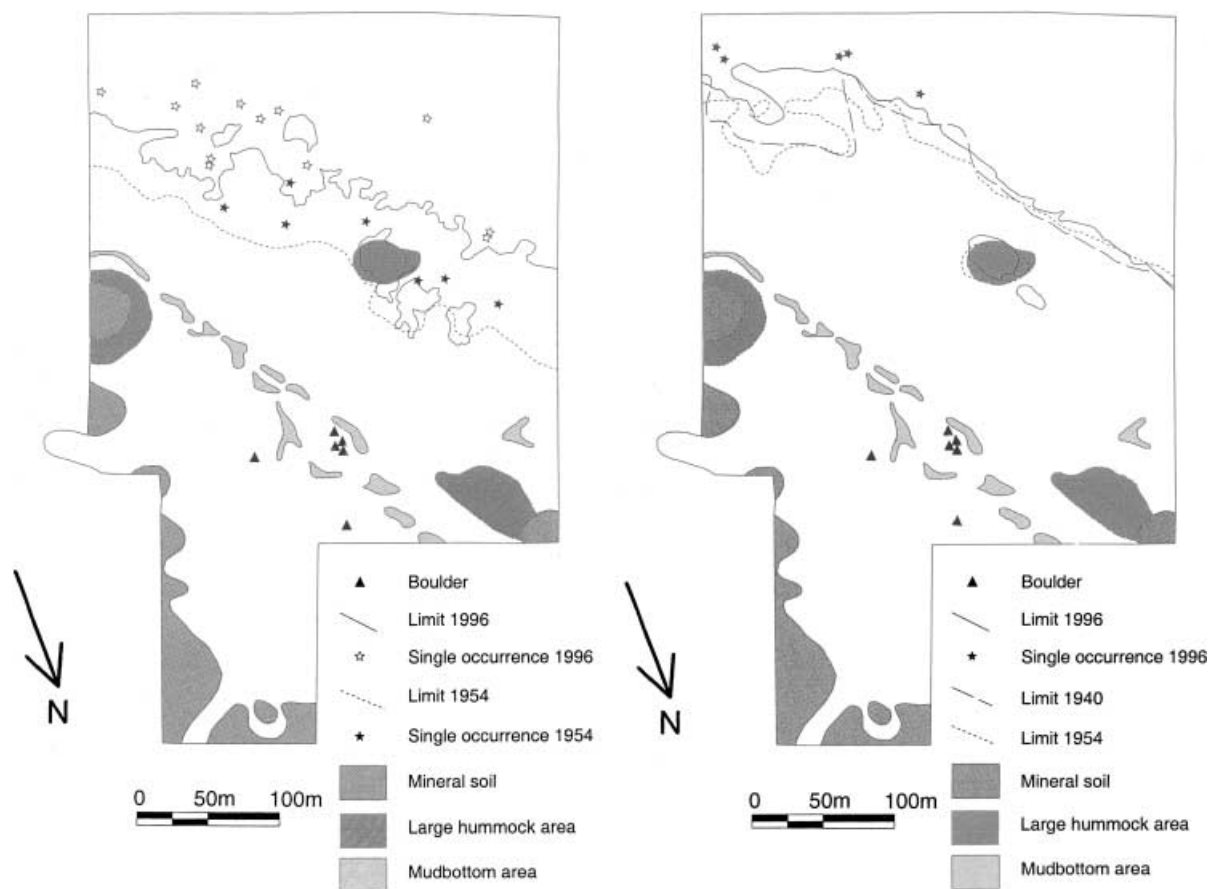 Boulder
Limit 1996
Single occurrence 1996
Limit 1954
Single occurrence 1954
Mineral soil
Large hummock area
Mudbottom area
N
0 50m 100m
Boulder
Limit 1996
Single occurrence 1996
Limit 1940
Limit 1954
Mineral soil
Large hummock area
Mudbottom area
N
0 50m 100m